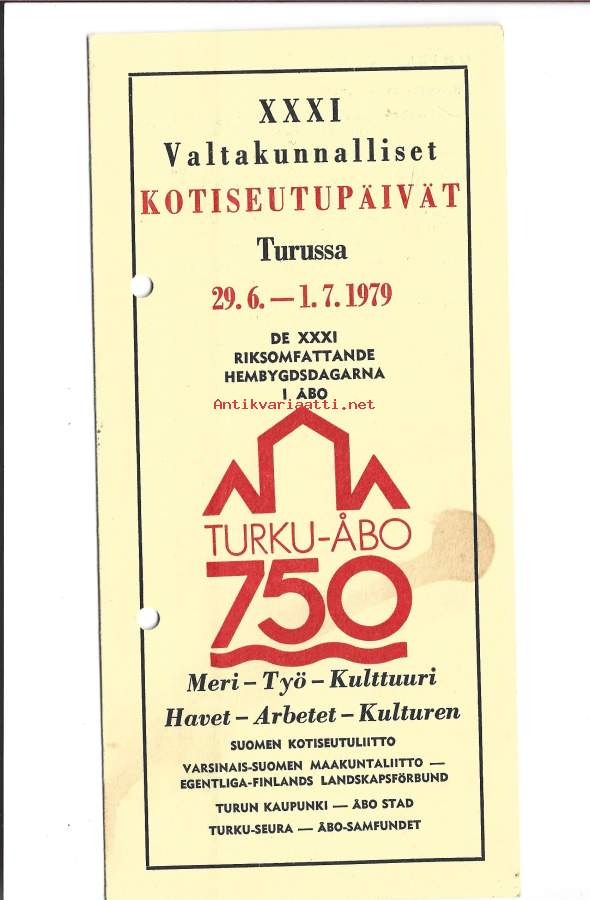 XXXI
Valtakunnalliset
KOTISEUTUPÄIVÄT
Turussa
29.6.—1.7.1979
DE XXXI
RIKSOMFATTANDE
HEMBYGDSDAGARNA
I ÅBO
Antikvariaatti.net
TURKU-ÅBO
750
Meri – Työ – Kulttuuri
Havet – Arbetet – Kulturen
SUOMEN KOTISEUTULIITTO
VARSINAIS-SUOMEN MAAKUNTALIITTO —
EGENTLIGA-FINLANDS LANDSKAPSFÖRBUND
TURUN KAUPUNKI — ÅBO STAD
TURKU-SEURA — ÅBO-SAMFUNDET